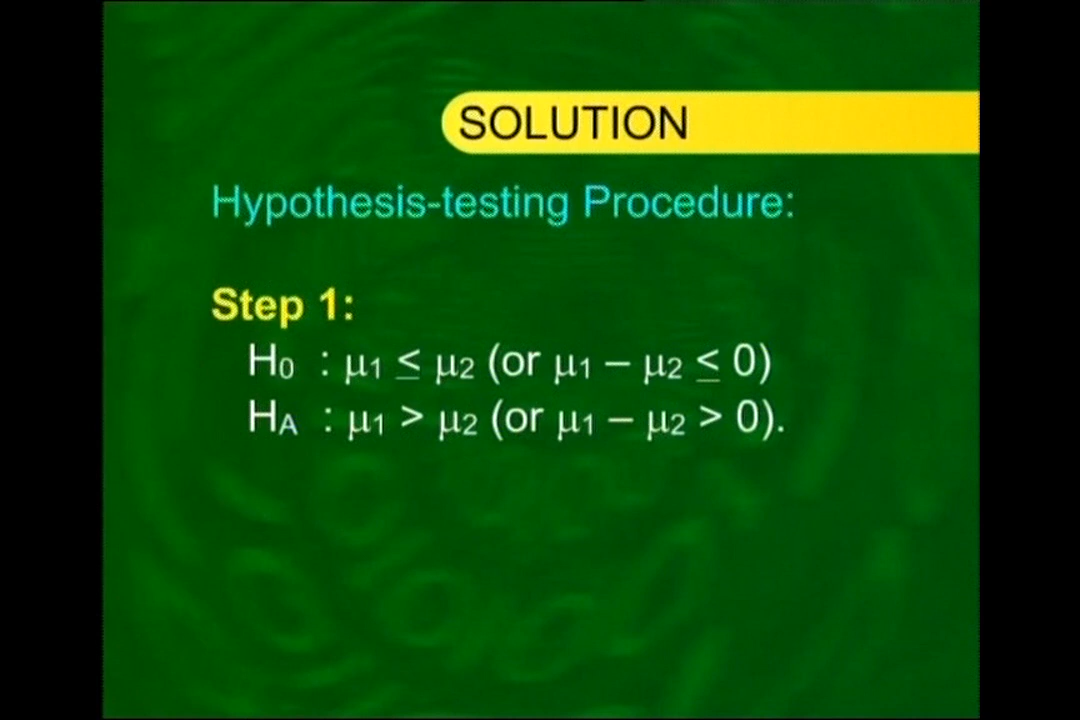 SOLUTION
Hypothesis-testing Procedure:
Step 1:
H₀ : μ₁ ≤ μ₂ (or μ₁ – μ₂ ≤ 0)
Hᴀ : μ₁ > μ₂ (or μ₁ – μ₂ > 0).